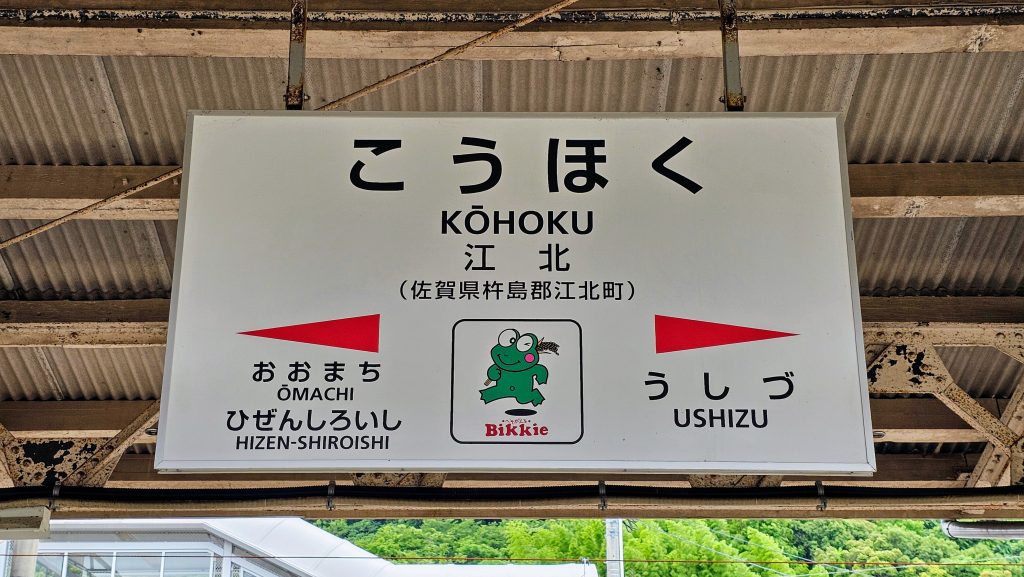 こうほく
KŌHOKU
江北
(佐賀県杵島郡江北町)
おおまち
ŌMACHI
ひぜんしろいし
HIZEN-SHIROISHI
Bikkie
うしづ
USHIZU